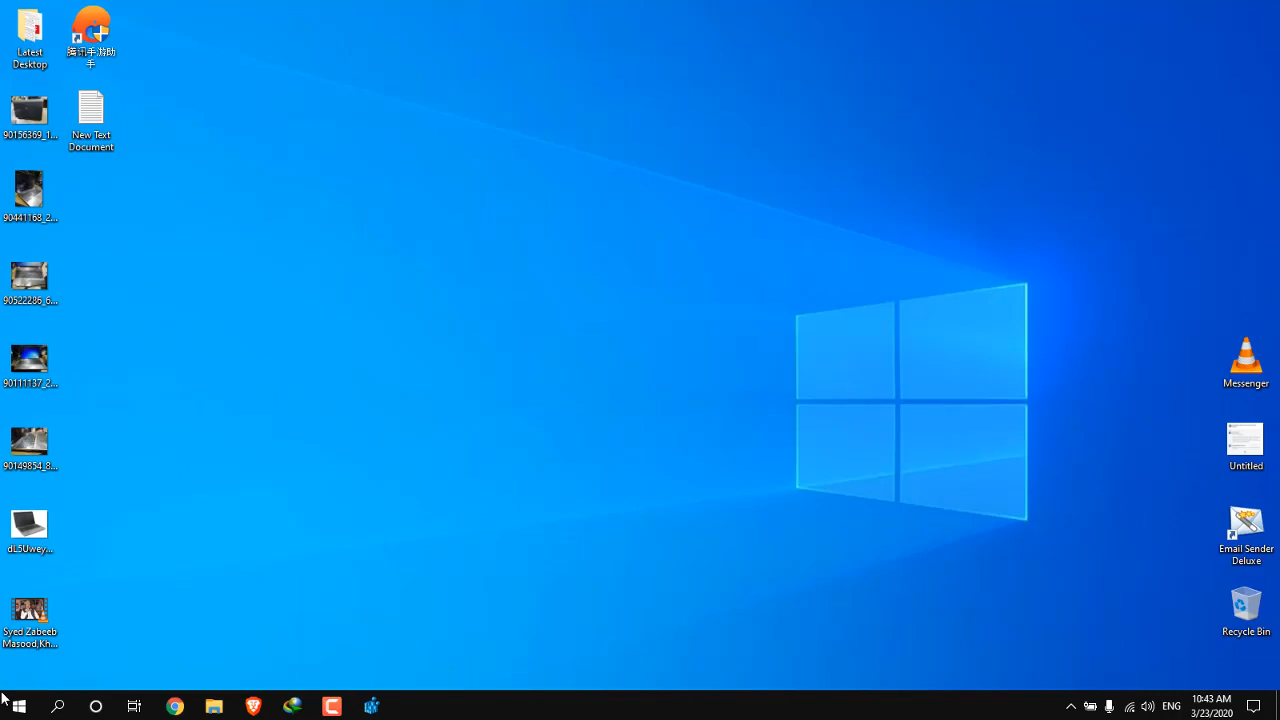 Latest
Desktop
腾讯手游助
手
90156369_1...
New Text
Document
90441168_2...
90522286_6...
90111137_2...
90149854_8...
dL5Uwey...
Syed Zabeeb
Masood,Kh...
Messenger
Untitled
Email Sender
Deluxe
Recycle Bin
ENG
10:43 AM
3/23/2020